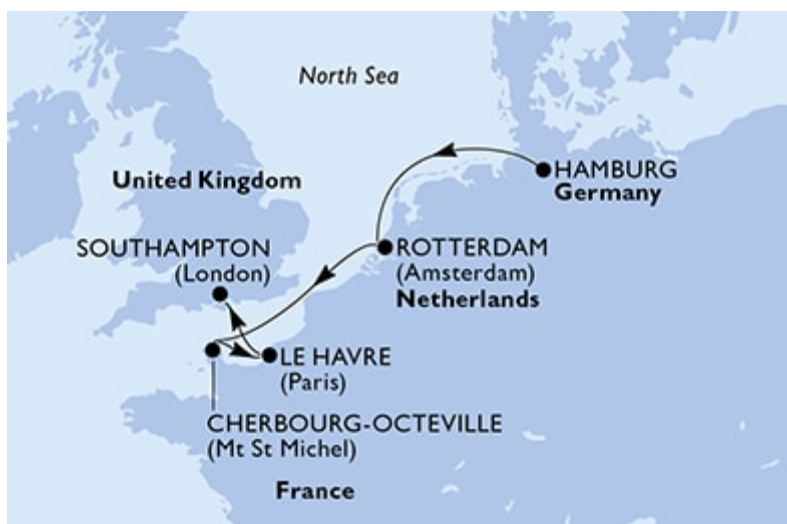 North Sea
HAMBURG
Germany
United Kingdom
SOUTHAMPTON
(London)
ROTTERDAM
(Amsterdam)
Netherlands
LE HAVRE
(Paris)
CHERBOURG-OCTEVILLE
(Mt St Michel)
France